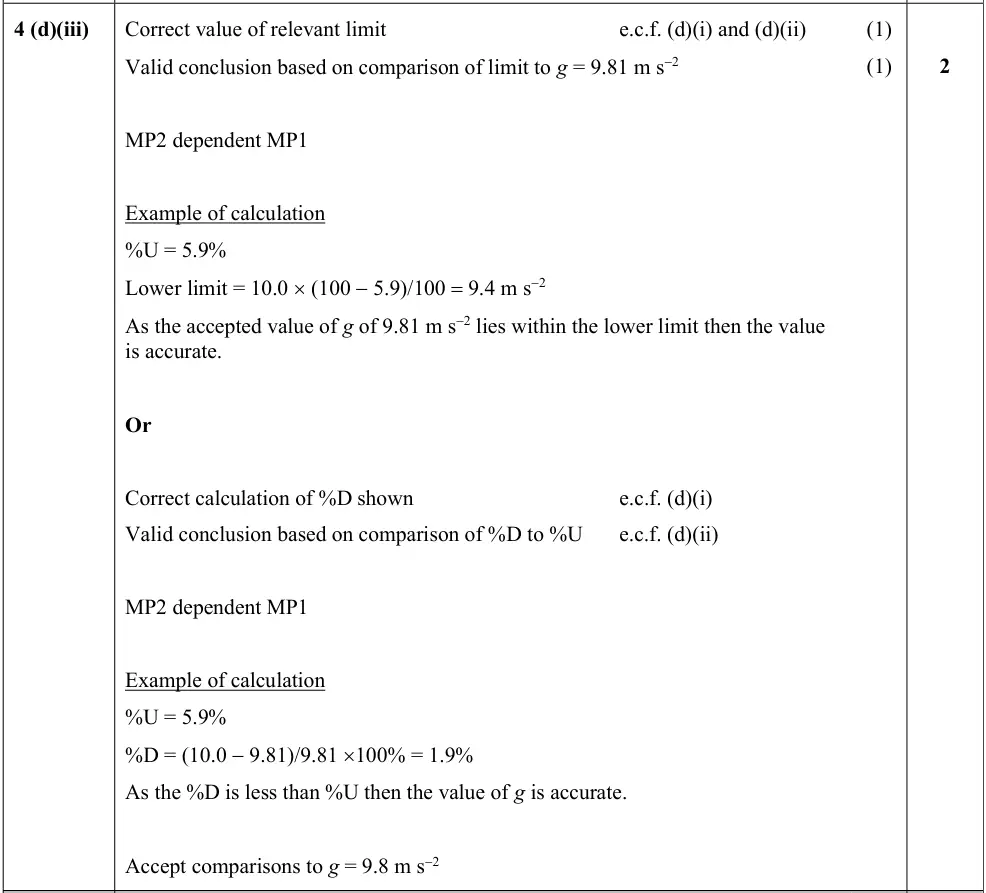 4 (d)(iii) Correct value of relevant limit e.c.f. (d)(i) and (d)(ii) (1)
Valid conclusion based on comparison of limit to g = 9.81 m s⁻² (1) 2
MP2 dependent MP1
Example of calculation
%U = 5.9%
Lower limit = 10.0 × (100 − 5.9)/100 = 9.4 m s⁻²
As the accepted value of g of 9.81 m s⁻² lies within the lower limit then the value
is accurate.
Or
Correct calculation of %D shown e.c.f. (d)(i)
Valid conclusion based on comparison of %D to %U e.c.f. (d)(ii)
MP2 dependent MP1
Example of calculation
%U = 5.9%
%D = (10.0 − 9.81)/9.81 ×100% = 1.9%
As the %D is less than %U then the value of g is accurate.
Accept comparisons to g = 9.8 m s⁻²